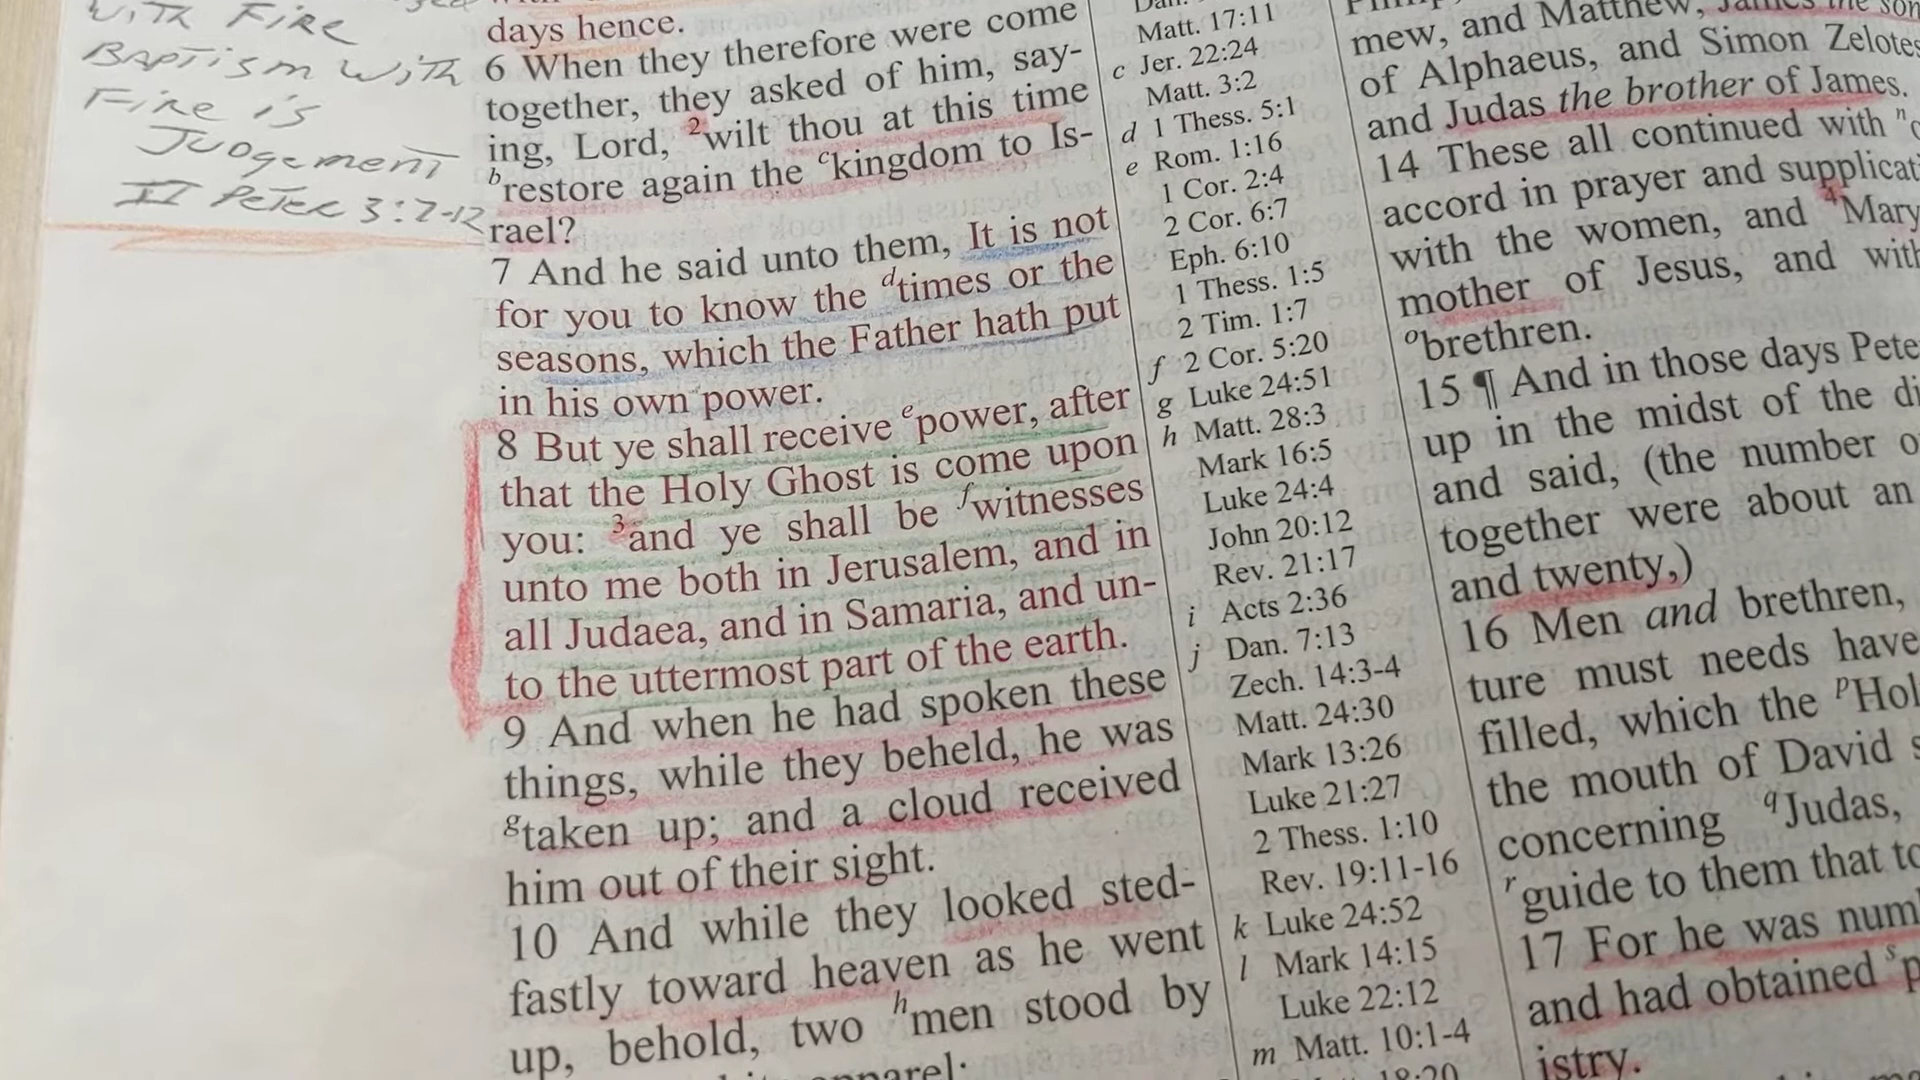 WITH FIRE
BAPTISM WITH
FIRE is
JUDGEMENT
II PETER 3:7-12
days hence.
6 When they therefore were come
together, they asked of him, say-
ing, Lord, ²wilt thou at this time
ᵇrestore again the ᶜkingdom to Is-
rael?
7 And he said unto them, It is not
for you to know the ᵈtimes or the
seasons, which the Father hath put
in his own power.
8 But ye shall receive ᵉpower, after
that the Holy Ghost is come upon
you: ³and ye shall be ᶠwitnesses
unto me both in Jerusalem, and in
all Judaea, and in Samaria, and un-
to the uttermost part of the earth.
9 And when he had spoken these
things, while they beheld, he was
ᵍtaken up; and a cloud received
him out of their sight.
10 And while they looked sted-
fastly toward heaven as he went
up, behold, two ʰmen stood by
apparel;
Dan.
Matt. 17:11
c Jer. 22:24
Matt. 3:2
d 1 Thess. 5:1
e Rom. 1:16
1 Cor. 2:4
2 Cor. 6:7
Eph. 6:10
1 Thess. 1:5
2 Tim. 1:7
f 2 Cor. 5:20
g Luke 24:51
h Matt. 28:3
Mark 16:5
Luke 24:4
John 20:12
Rev. 21:17
i Acts 2:36
j Dan. 7:13
Zech. 14:3-4
Matt. 24:30
Mark 13:26
Luke 21:27
2 Thess. 1:10
Rev. 19:11-16
k Luke 24:52
l Mark 14:15
Luke 22:12
m Matt. 10:1-4
18:20
mew, and Matthew, James the son
of Alphaeus, and Simon Zelotes
and Judas the brother of James.
14 These all continued with ⁿ
accord in prayer and supplicat
with the women, and ⁴Mary
mother of Jesus, and with
ᵒbrethren.
15 ¶ And in those days Pete
up in the midst of the di
and said, (the number o
together were about an
and twenty,)
16 Men and brethren,
ture must needs have
filled, which the ᵖHol
the mouth of David s
concerning ᑫJudas,
ʳguide to them that to
17 For he was num
and had obtained ˢp
istry.